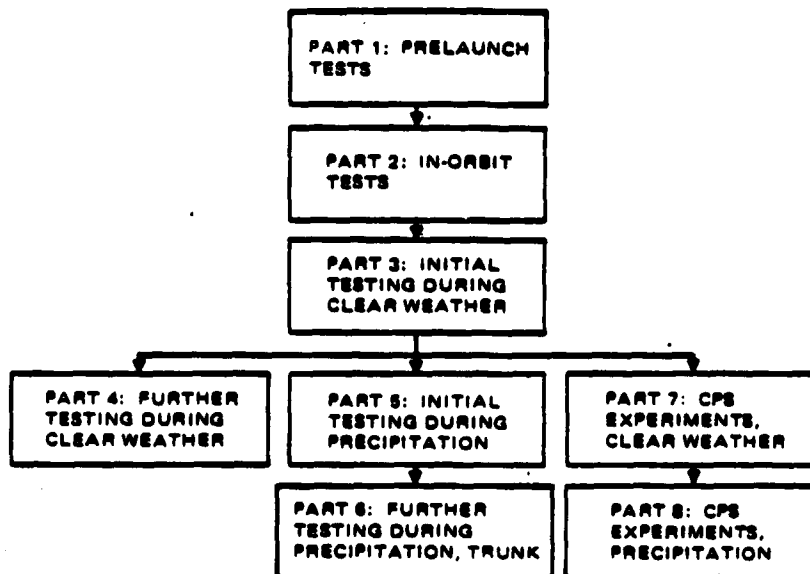 PART 1: PRELAUNCH
TESTS
PART 2: IN-ORBIT
TESTS
PART 3: INITIAL
TESTING DURING
CLEAR WEATHER
PART 4: FURTHER
TESTING DURING
CLEAR WEATHER
PART 5: INITIAL
TESTING DURING
PRECIPITATION
PART 7: CPS
EXPERIMENTS,
CLEAR WEATHER
PART 6: FURTHER
TESTING DURING
PRECIPITATION, TRUNK
PART 8: CPS
EXPERIMENTS,
PRECIPITATION